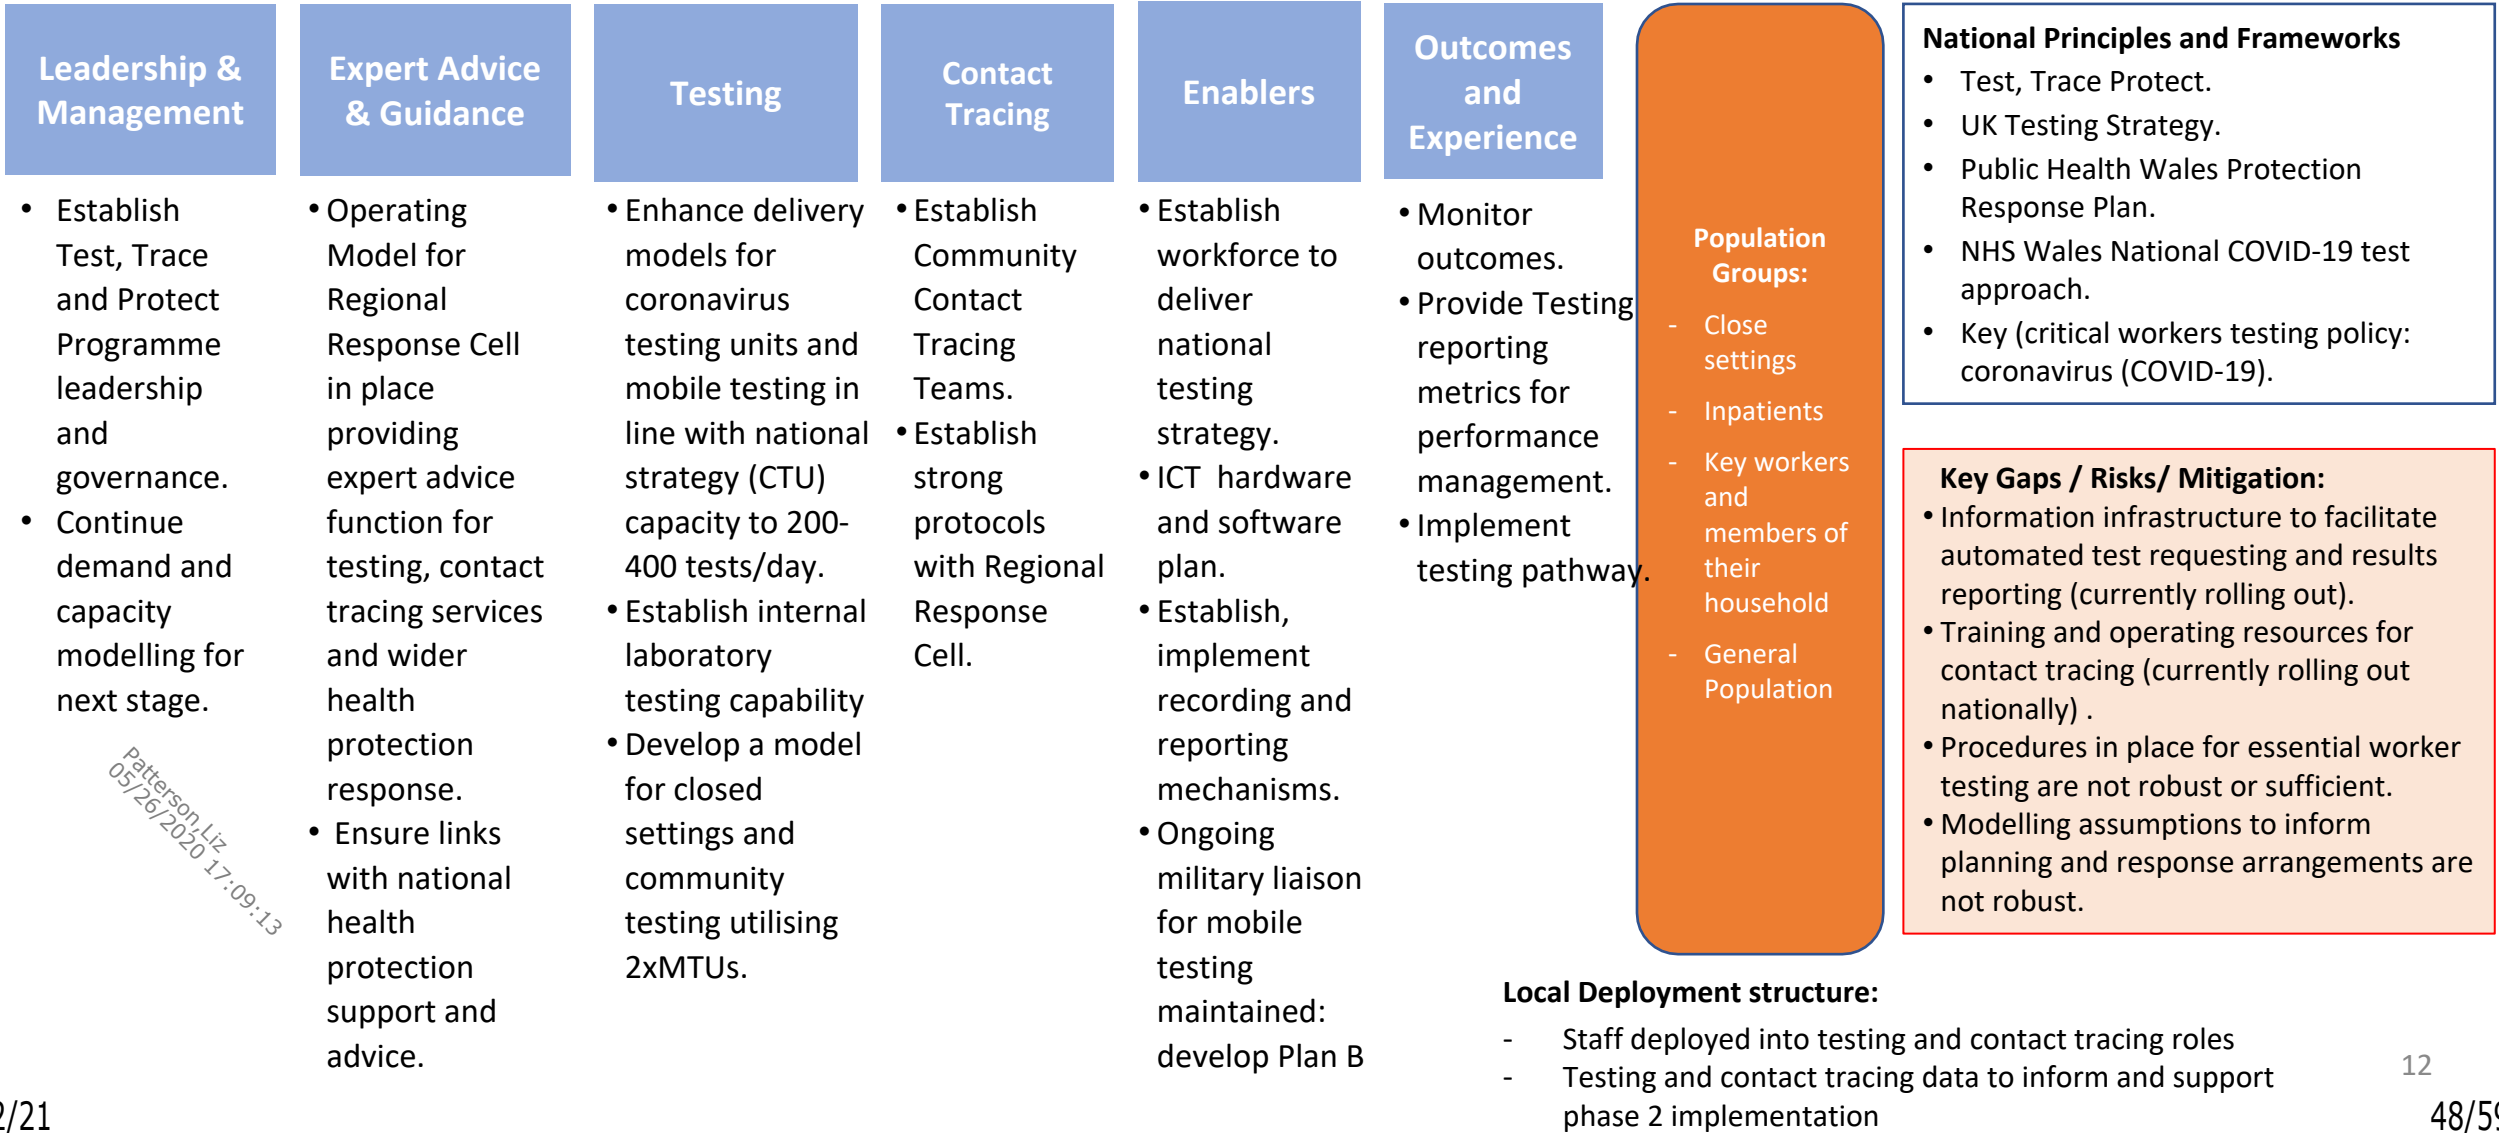 Leadership &
Management
• Establish
Test, Trace
and Protect
Programme
leadership
and
governance.
• Continue
demand and
capacity
modelling for
next stage.
Expert Advice
& Guidance
• Operating
Model for
Regional
Response Cell
in place
providing
expert advice
function for
testing, contact
tracing services
and wider
health
protection
response.
• Ensure links
with national
health
protection
support and
advice.
Testing
• Enhance delivery
models for
coronavirus
testing units and
mobile testing in
line with national
strategy (CTU)
capacity to 200-
400 tests/day.
• Establish internal
laboratory
testing capability
• Develop a model
for closed
settings and
community
testing utilising
2xMTUs.
Contact
Tracing
• Establish
Community
Contact
Tracing
Teams.
• Establish
strong
protocols
with Regional
Response
Cell.
Enablers
• Establish
workforce to
deliver
national
testing
strategy.
• ICT hardware
and software
plan.
• Establish,
implement
recording and
reporting
mechanisms.
• Ongoing
military liaison
for mobile
testing
maintained:
develop Plan B
Outcomes
and
Experience
• Monitor
outcomes.
• Provide Testing
reporting
metrics for
performance
management.
• Implement
testing pathway.
Population
Groups:
- Close
settings
- Inpatients
- Key workers
and
members of
their
household
- General
Population
National Principles and Frameworks
• Test, Trace Protect.
• UK Testing Strategy.
• Public Health Wales Protection
Response Plan.
• NHS Wales National COVID-19 test
approach.
• Key (critical workers testing policy:
coronavirus (COVID-19).
Key Gaps / Risks/ Mitigation:
• Information infrastructure to facilitate
automated test requesting and results
reporting (currently rolling out).
• Training and operating resources for
contact tracing (currently rolling out
nationally) .
• Procedures in place for essential worker
testing are not robust or sufficient.
• Modelling assumptions to inform
planning and response arrangements are
not robust.
Local Deployment structure:
- Staff deployed into testing and contact tracing roles
- Testing and contact tracing data to inform and support
phase 2 implementation
Patterson,Liz
05/26/2020 17:09:13
12
2/21
48/59